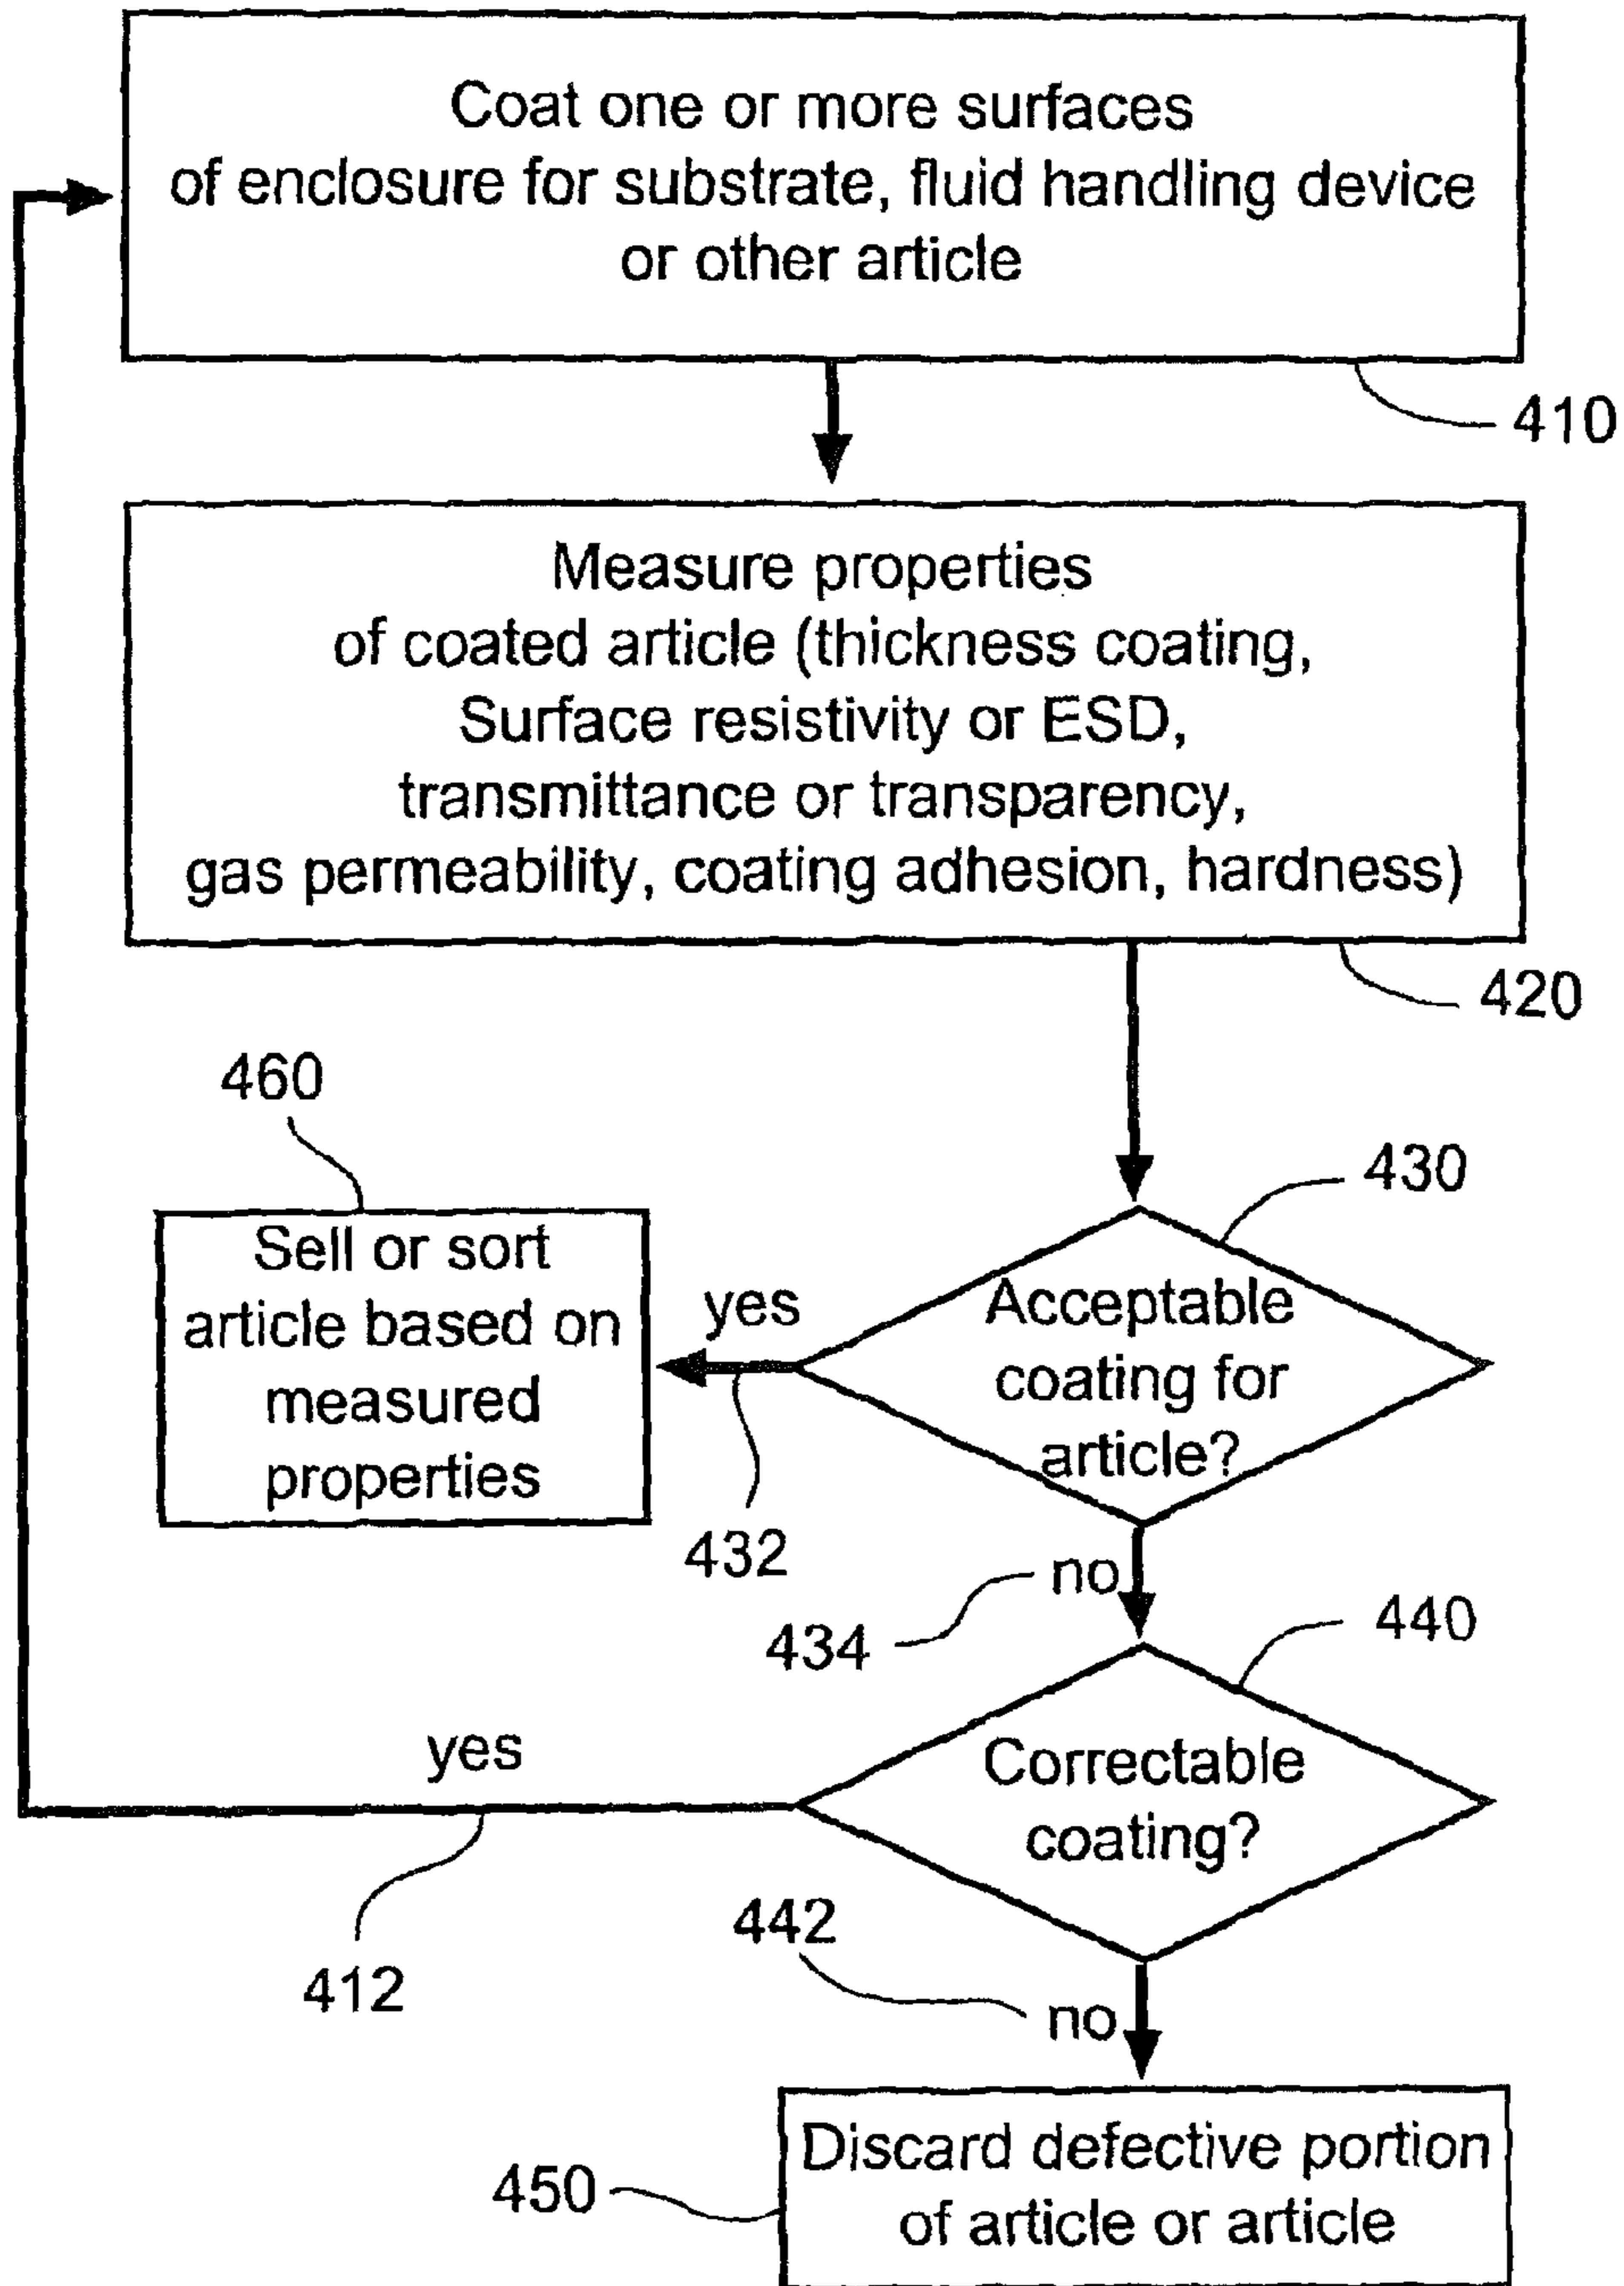 Coat one or more surfaces
of enclosure for substrate, fluid handling device
or other article
410
Measure properties
of coated article (thickness coating,
Surface resistivity or ESD,
transmittance or transparency,
gas permeability, coating adhesion, hardness)
420
460
430
Sell or sort
article based on
measured
properties
yes
Acceptable
coating for
article?
432
no
434
440
yes
Correctable
coating?
442
412
no
Discard defective portion
of article or article
450